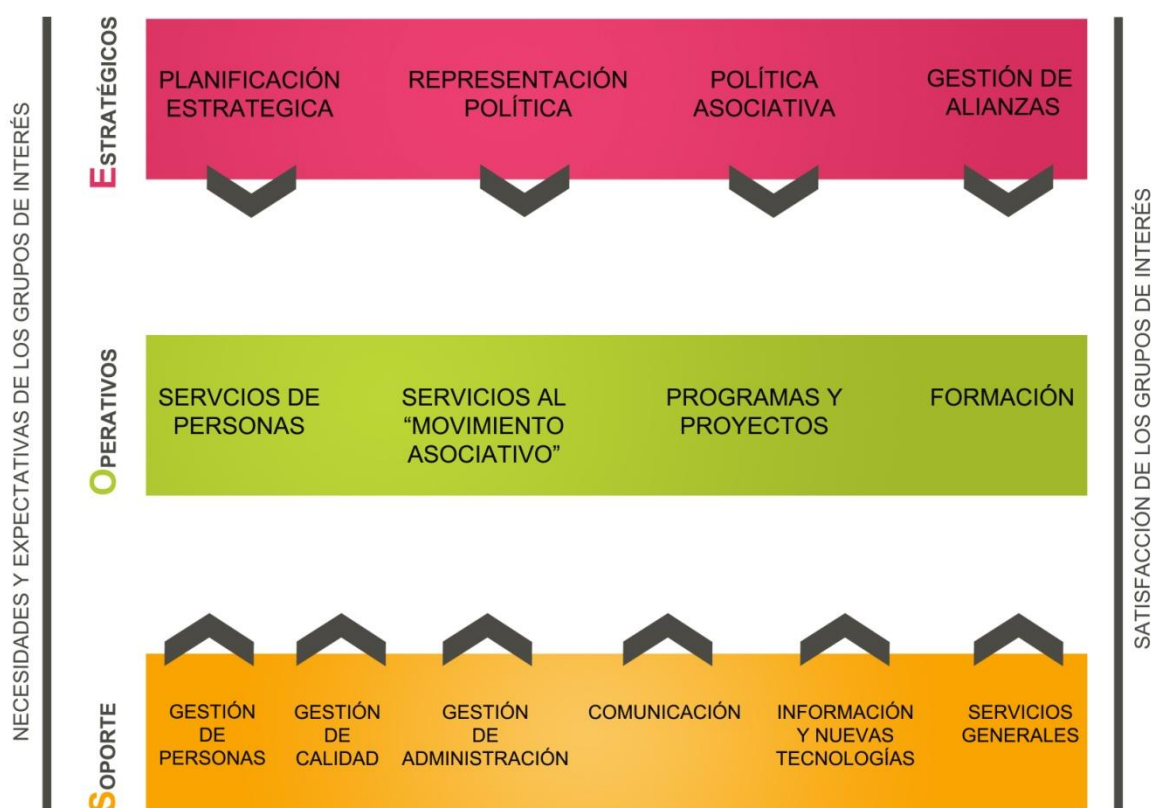 NECESIDADES Y EXPECTATIVAS DE LOS GRUPOS DE INTERÉS
ESTRATÉGICOS
PLANIFICACIÓN
ESTRATEGICA
REPRESENTACIÓN
POLÍTICA
POLÍTICA
ASOCIATIVA
GESTIÓN DE
ALIANZAS
OPERATIVOS
SERVCIOS DE
PERSONAS
SERVICIOS AL
“MOVIMIENTO
ASOCIATIVO”
PROGRAMAS Y
PROYECTOS
FORMACIÓN
SOPORTE
GESTIÓN
DE
PERSONAS
GESTIÓN
DE
CALIDAD
GESTIÓN
DE
ADMINISTRACIÓN
COMUNICACIÓN
INFORMACIÓN
Y NUEVAS
TECNOLOGÍAS
SERVICIOS
GENERALES
SATISFACCIÓN DE LOS GRUPOS DE INTERÉS